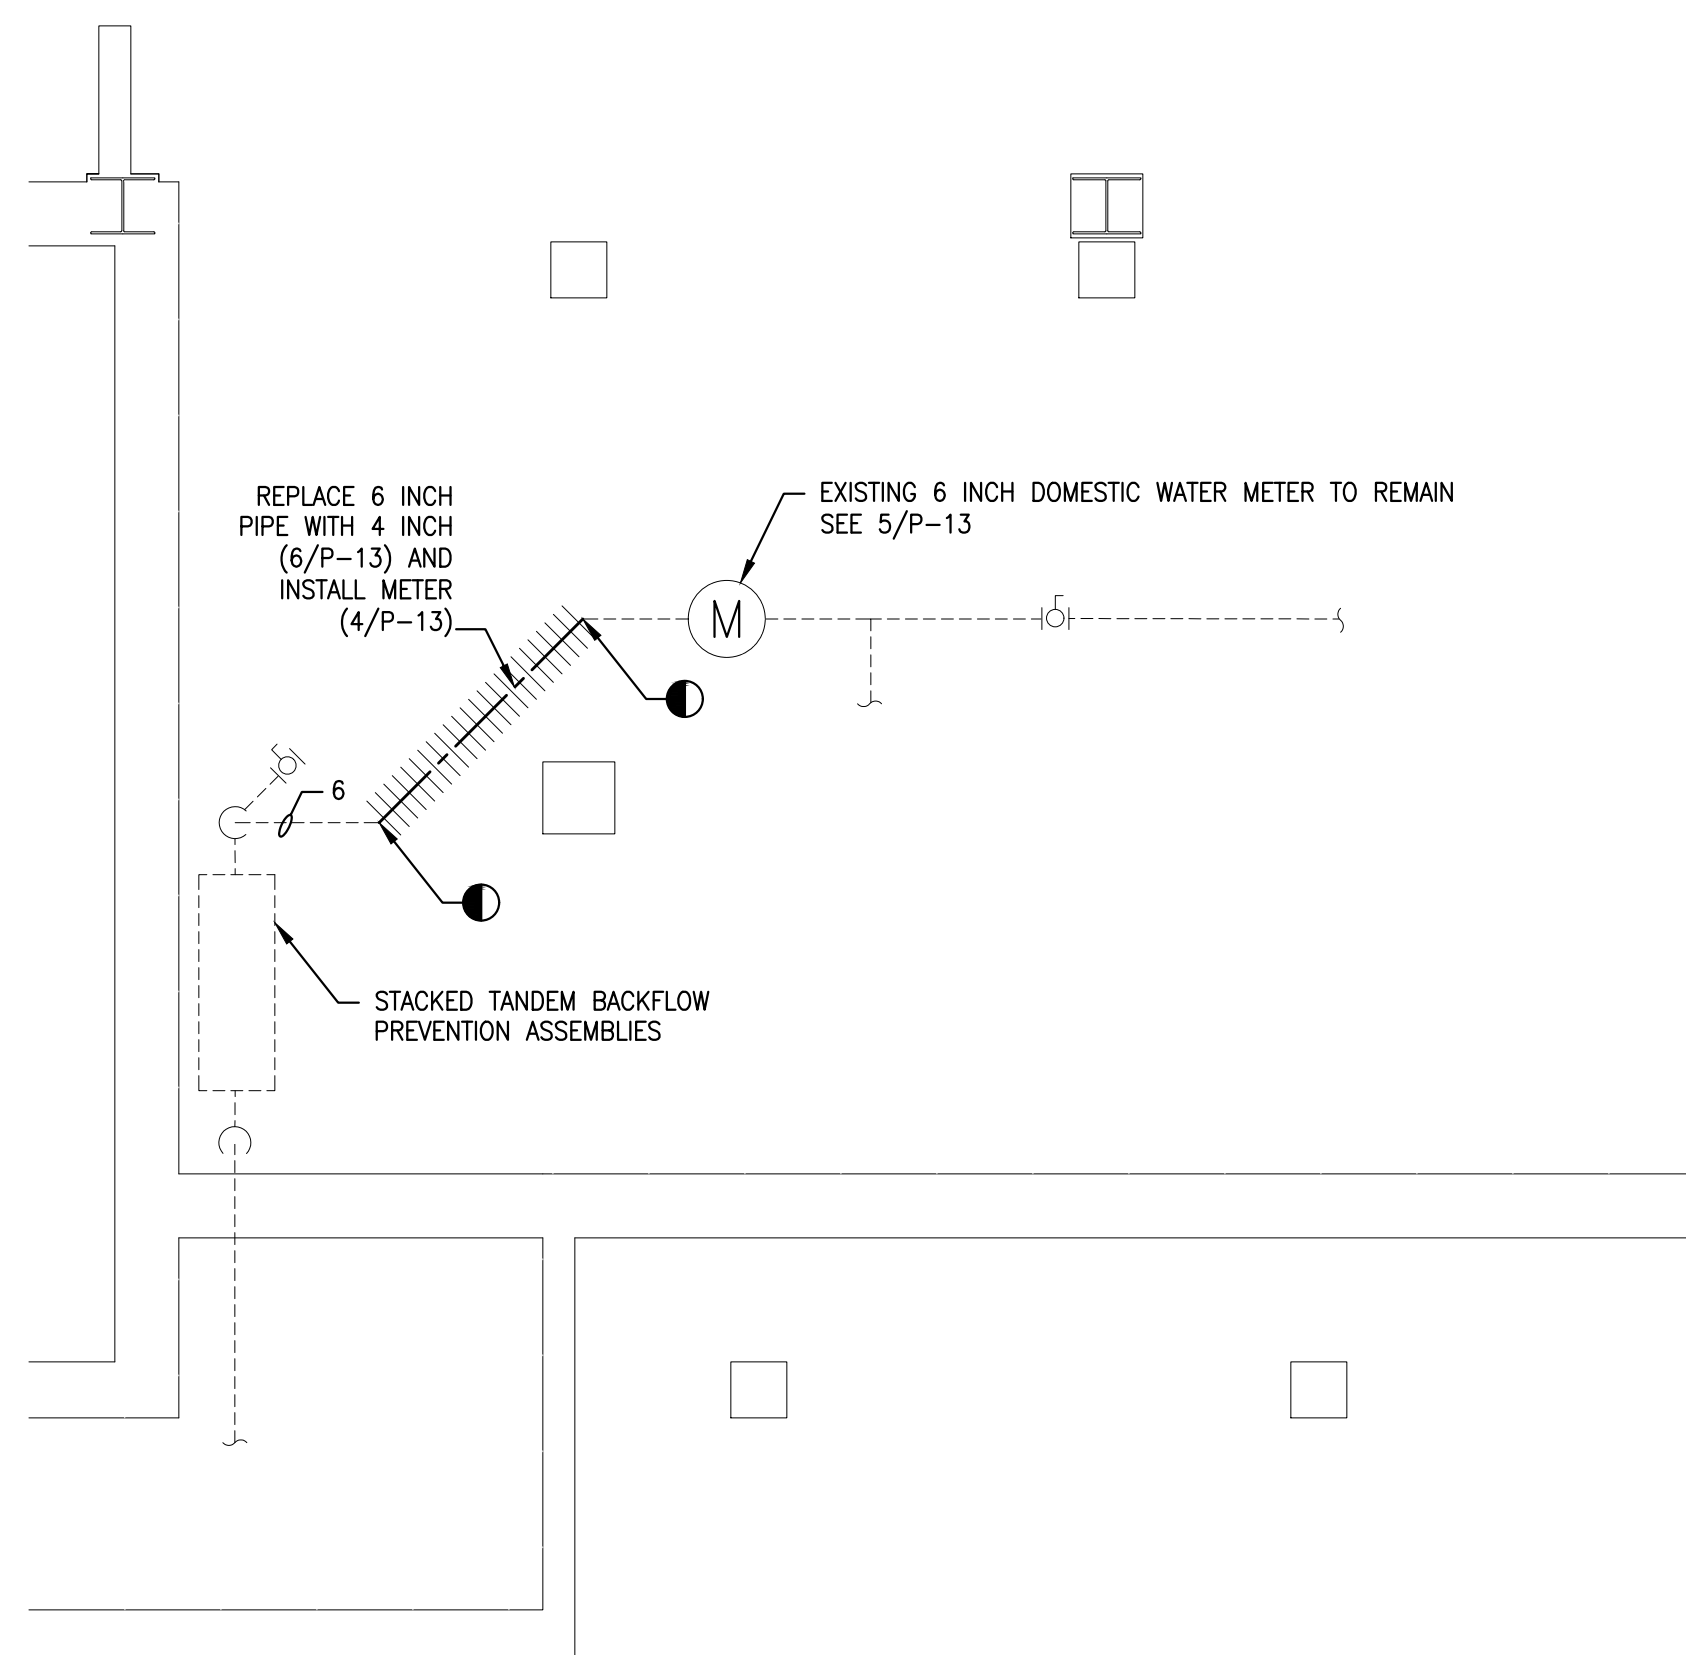 REPLACE 6 INCH
PIPE WITH 4 INCH
(6/P-13) AND
INSTALL METER
(4/P-13)
EXISTING 6 INCH DOMESTIC WATER METER TO REMAIN
SEE 5/P-13
M
6
STACKED TANDEM BACKFLOW
PREVENTION ASSEMBLIES